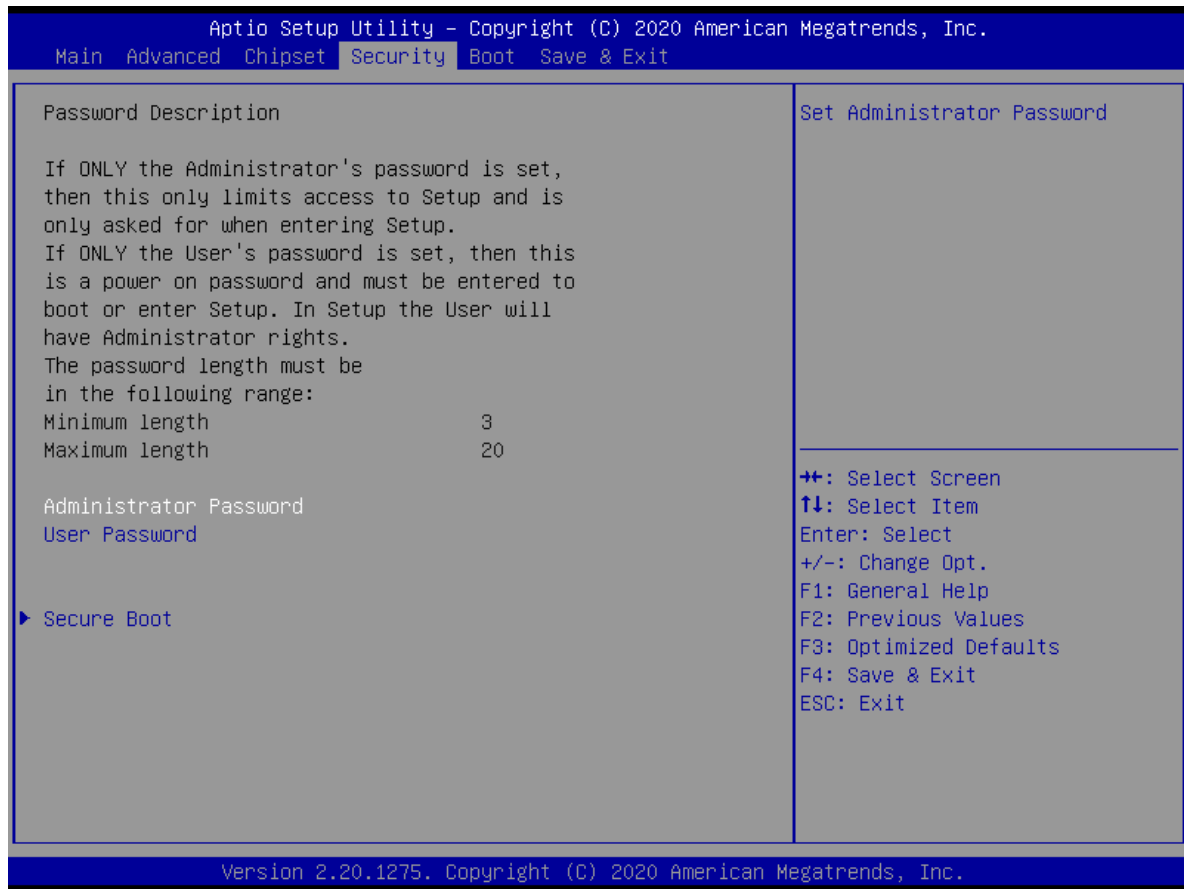 Aptio Setup Utility – Copyright (C) 2020 American Megatrends, Inc.
Main Advanced Chipset Security Boot Save & Exit
Password Description
If ONLY the Administrator's password is set,
then this only limits access to Setup and is
only asked for when entering Setup.
If ONLY the User's password is set, then this
is a power on password and must be entered to
boot or enter Setup. In Setup the User will
have Administrator rights.
The password length must be
in the following range:
Minimum length 3
Maximum length 20
Administrator Password
User Password
Secure Boot
Set Administrator Password
→←: Select Screen
↑↓: Select Item
Enter: Select
+/-: Change Opt.
F1: General Help
F2: Previous Values
F3: Optimized Defaults
F4: Save & Exit
ESC: Exit
Version 2.20.1275. Copyright (C) 2020 American Megatrends, Inc.